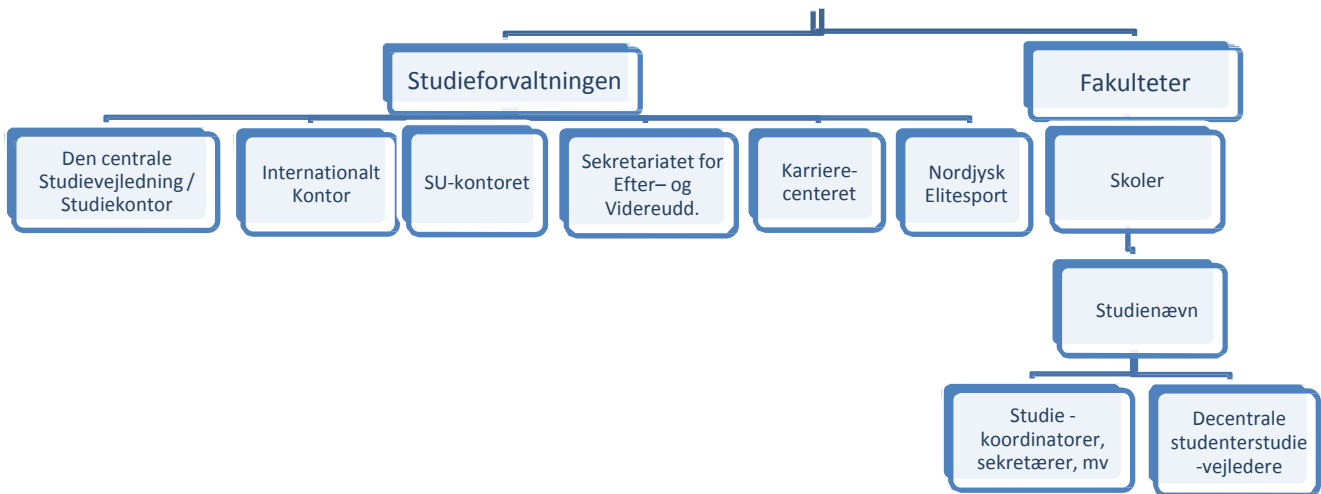 Studieforvaltningen
Fakulteter
Den centrale
Studievejledning /
Studiekontor
Internationalt
Kontor
SU-kontoret
Sekretariatet for
Efter– og
Videreudd.
Karriere-
centeret
Nordjysk
Elitesport
Skoler
Studienævn
Studie -
koordinatorer,
sekretærer, mv
Decentrale
studenterstudie
-vejledere